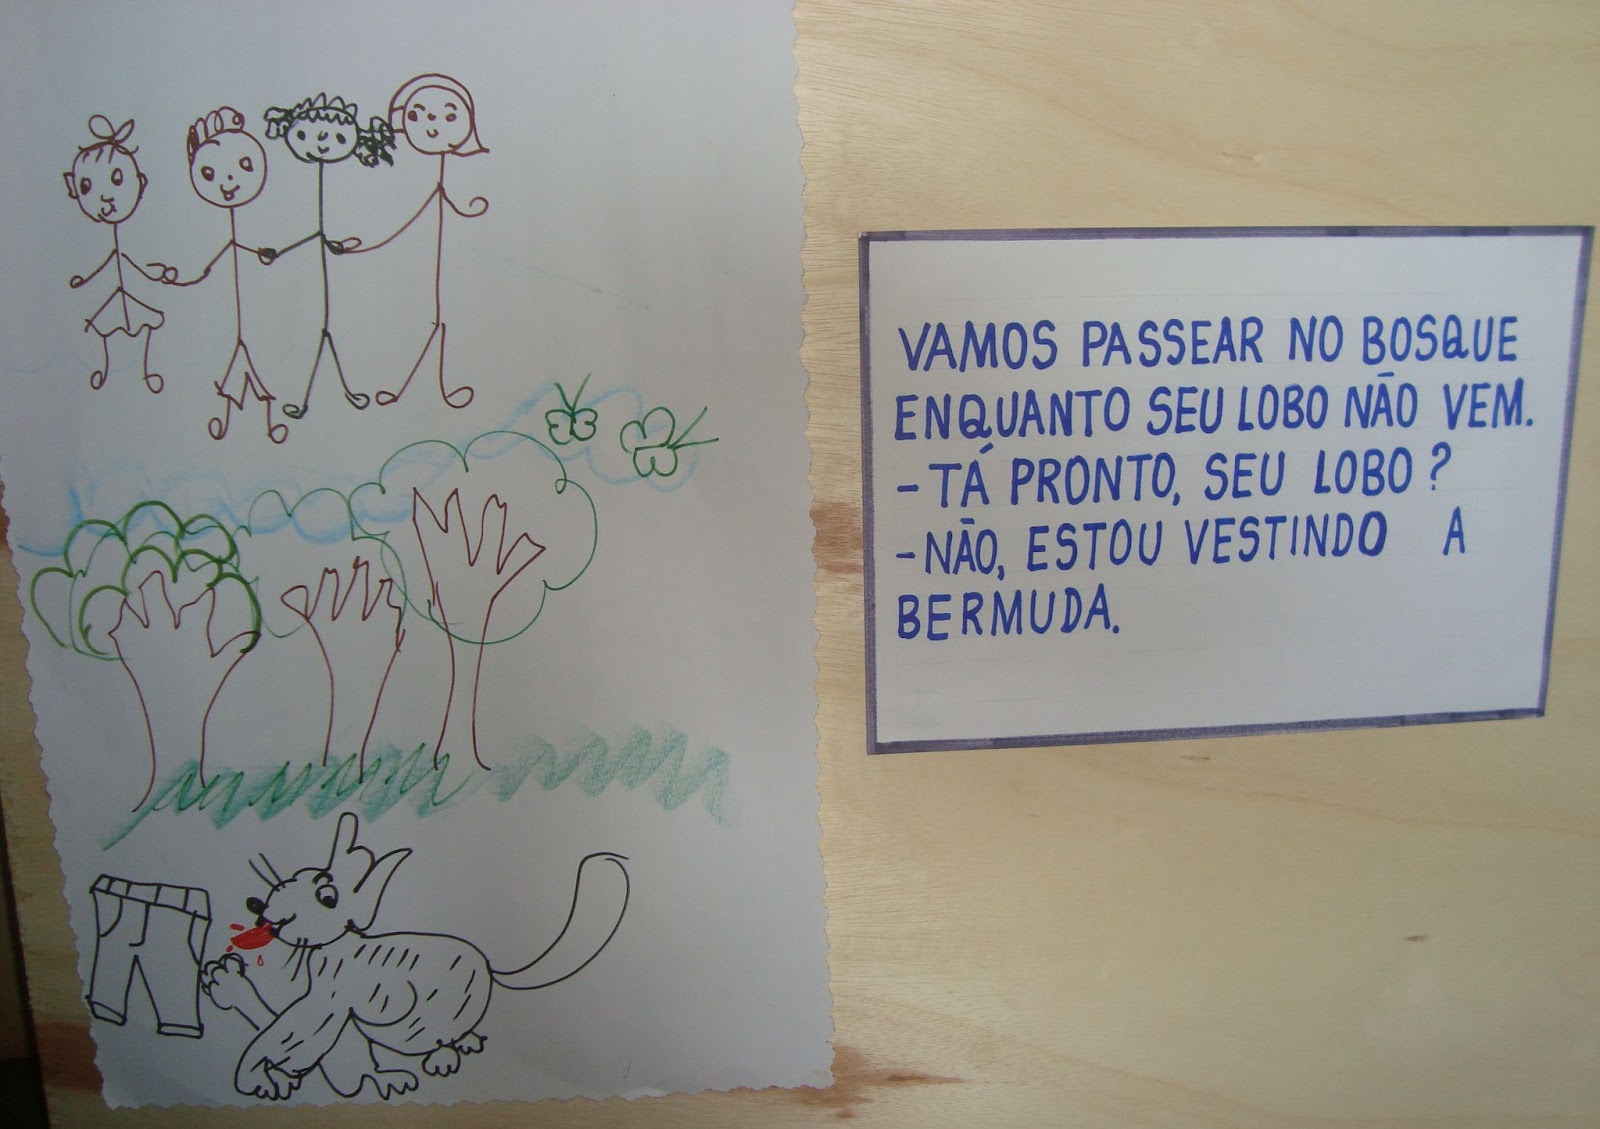 VAMOS PASSEAR NO BOSQUE
ENQUANTO SEU LOBO NÃO VEM.
- TÁ PRONTO, SEU LOBO?
- NÃO, ESTOU VESTINDO A
BERMUDA.